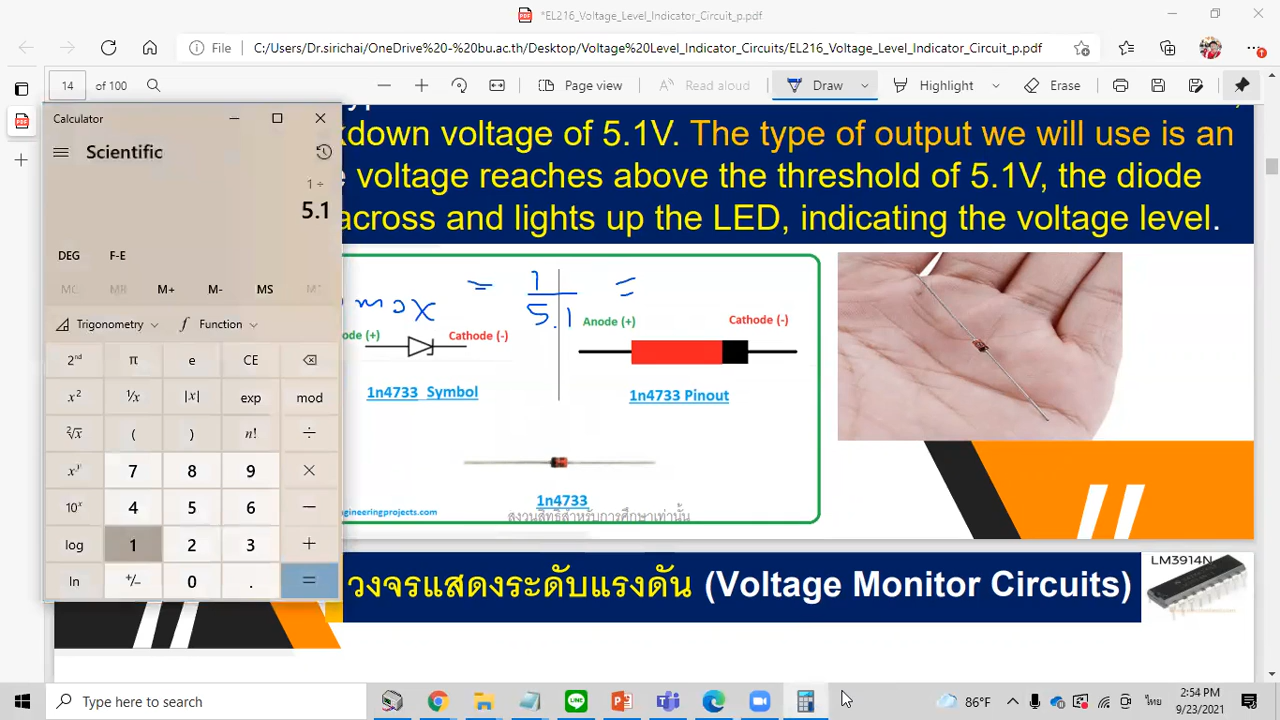 *EL216_Voltage_Level_Indicator_Circuit_p.pdf
File C:/Users/Dr.sirichai/OneDrive%20-%20bu.ac.th/Desktop/Voltage%20Level_Indicator_Circuits/EL216_Voltage_Level_Indicator_Circuit_p.pdf
14 of 100 Page view Read aloud Draw Highlight Erase
Calculator
Scientific
1 ÷
5.1
DEG F-E
MC MR M+ M- MS
Trigonometry Function
2nd π e CE
x² ¹/x |x| exp mod
²√x ( ) n! ÷
xʸ 7 8 9 ×
10ˣ 4 5 6 −
log 1 2 3 +
ln +/− 0 . =
kdown voltage of 5.1V. The type of output we will use is an
voltage reaches above the threshold of 5.1V, the diode
across and lights up the LED, indicating the voltage level.
max = 1/5.1 =
ode (+) Cathode (-) Anode (+) Cathode (-)
1n4733 Symbol 1n4733 Pinout
1n4733
สงวนสิทธิ์สำหรับการศึกษาเท่านั้น
วงจรแสดงระดับแรงดัน (Voltage Monitor Circuits)
LM3914N
Type here to search
86°F ไทย
2:54 PM
9/23/2021